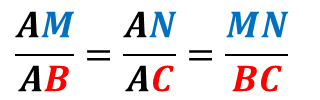 AM/AB = AN/AC = MN/BC